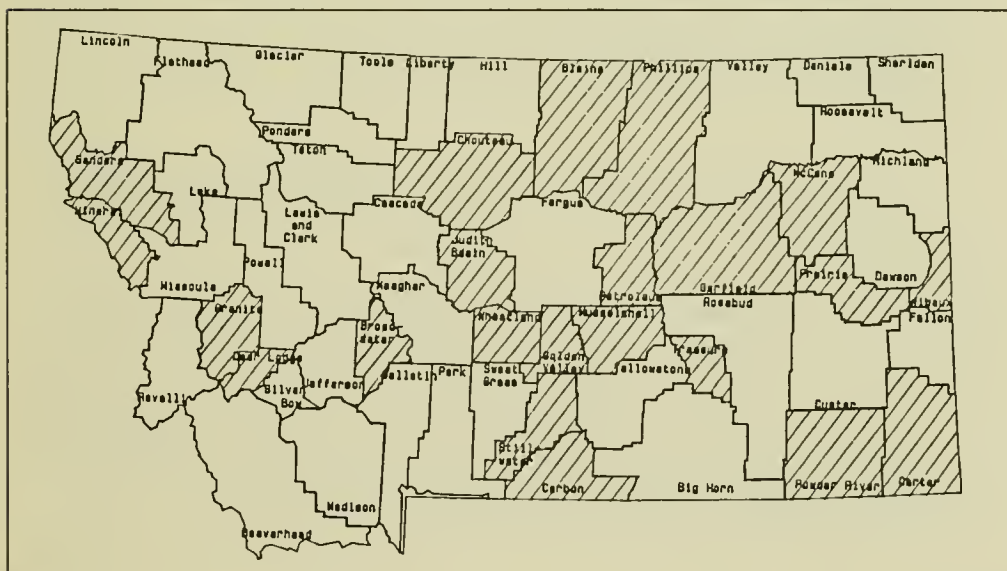 Lincoln
Flathead
Glacier
Toole
Liberty
Hill
Blaine
Phillips
Valley
Daniels
Sheridan
Roosevelt
Pondera
Teton
Chouteau
Sanders
Lake
McCone
Richland
Mineral
Lewis
and
Clark
Cascade
Fergus
Judith
Basin
Powell
Missoula
Meagher
Petroleum
Garfield
Prairie
Dawson
Wibaux
Rosebud
Fallon
Granite
Broad
water
Wheatland
Musselshell
Golden
Valley
Treasure
Deer Lodge
Silver
Bow
Jefferson
Gallatin
Park
Sweet
Grass
Yellowstone
Ravalli
Custer
Still
water
Carbon
Big Horn
Powder River
Carter
Madison
Beaverhead